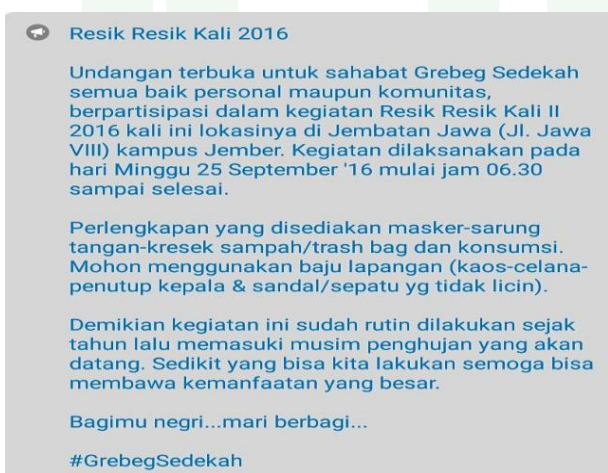 Resik Resik Kali 2016
Undangan terbuka untuk sahabat Grebeg Sedekah
semua baik personal maupun komunitas,
berpartisipasi dalam kegiatan Resik Resik Kali II
2016 kali ini lokasinya di Jembatan Jawa (Jl. Jawa
VIII) kampus Jember. Kegiatan dilaksanakan pada
hari Minggu 25 September '16 mulai jam 06.30
sampai selesai.
Perlengkapan yang disediakan masker-sarung
tangan-kresek sampah/trash bag dan konsumsi.
Mohon menggunakan baju lapangan (kaos-celana-
penutup kepala & sandal/sepatu yg tidak licin).
Demikian kegiatan ini sudah rutin dilakukan sejak
tahun lalu memasuki musim penghujan yang akan
datang. Sedikit yang bisa kita lakukan semoga bisa
membawa kemanfaatan yang besar.
Bagimu negri...mari berbagi...
#GrebegSedekah